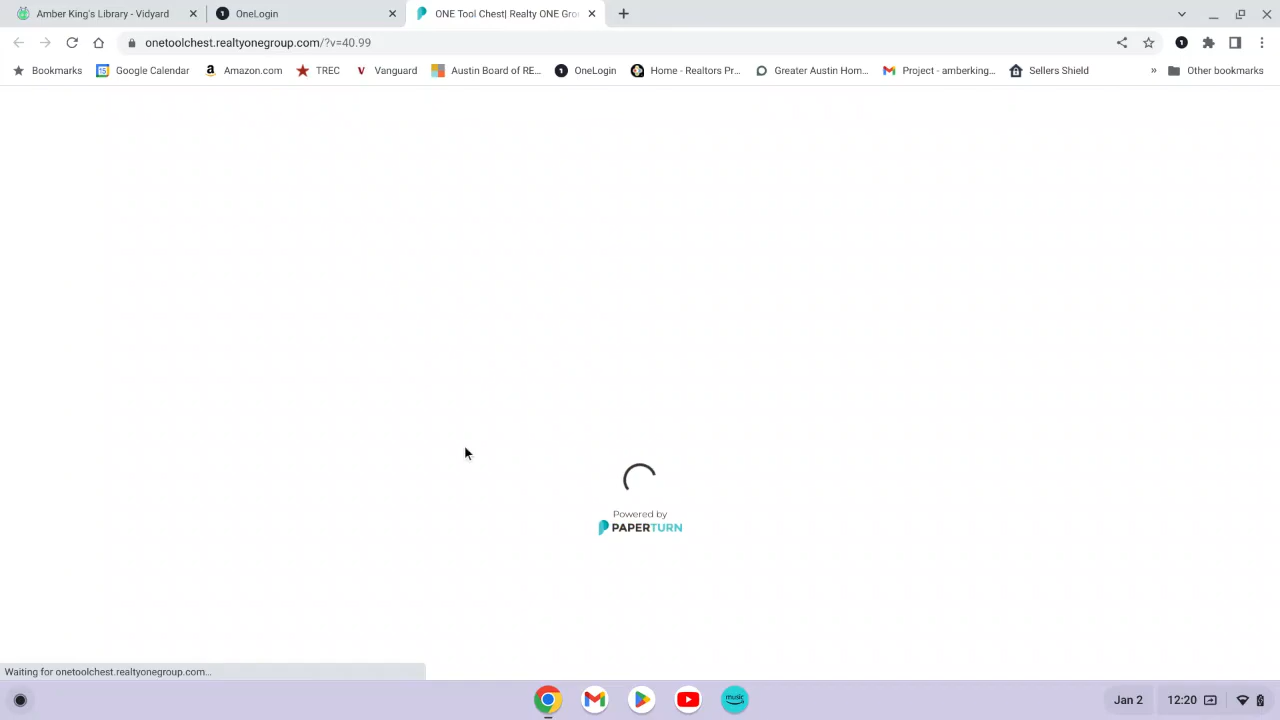 Amber King's Library - Vidyard
OneLogin
ONE Tool Chest| Realty ONE Gro
onetoolchest.realtyonegroup.com/?v=40.99
Bookmarks
Google Calendar
Amazon.com
TREC
Vanguard
Austin Board of RE...
OneLogin
Home - Realtors Pr...
Greater Austin Hom...
Project - amberking...
Sellers Shield
»
Other bookmarks
Powered by
PAPERTURN
Waiting for onetoolchest.realtyonegroup.com...
music
Jan 2
12:20